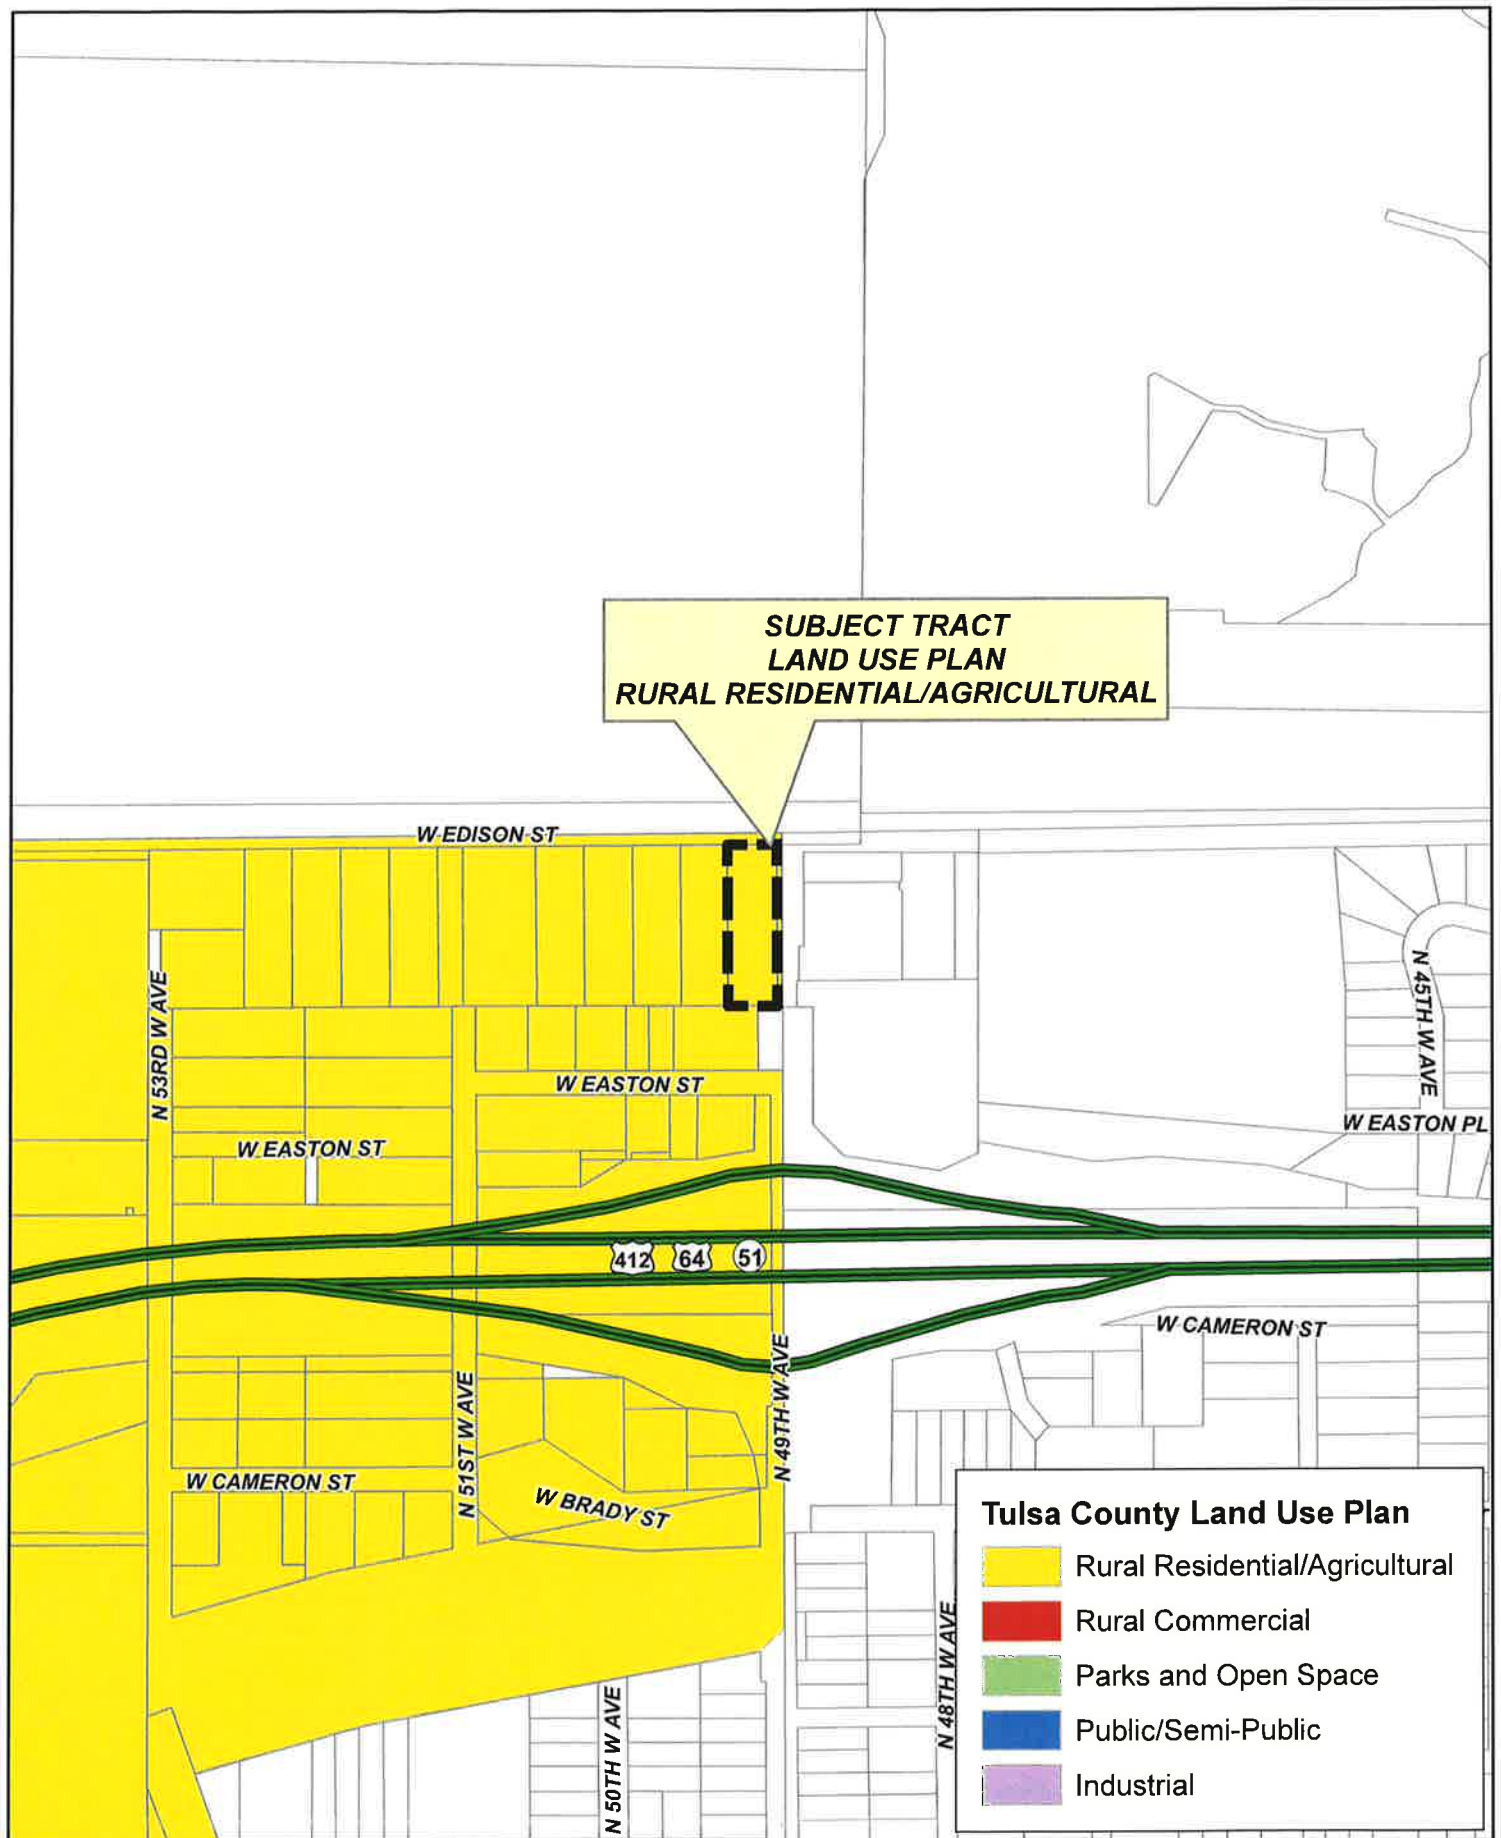 SUBJECT TRACT
LAND USE PLAN
RURAL RESIDENTIAL/AGRICULTURAL
W EDISON ST
N 53RD W AVE
N 45TH W AVE
W EASTON ST
W EASTON PL
W EASTON ST
412
64
51
W CAMERON ST
N 49TH W AVE
N 51ST W AVE
W CAMERON ST
W BRADY ST
N 48TH W AVE
N 50TH W AVE
Tulsa County Land Use Plan
Rural Residential/Agricultural
Rural Commercial
Parks and Open Space
Public/Semi-Public
Industrial